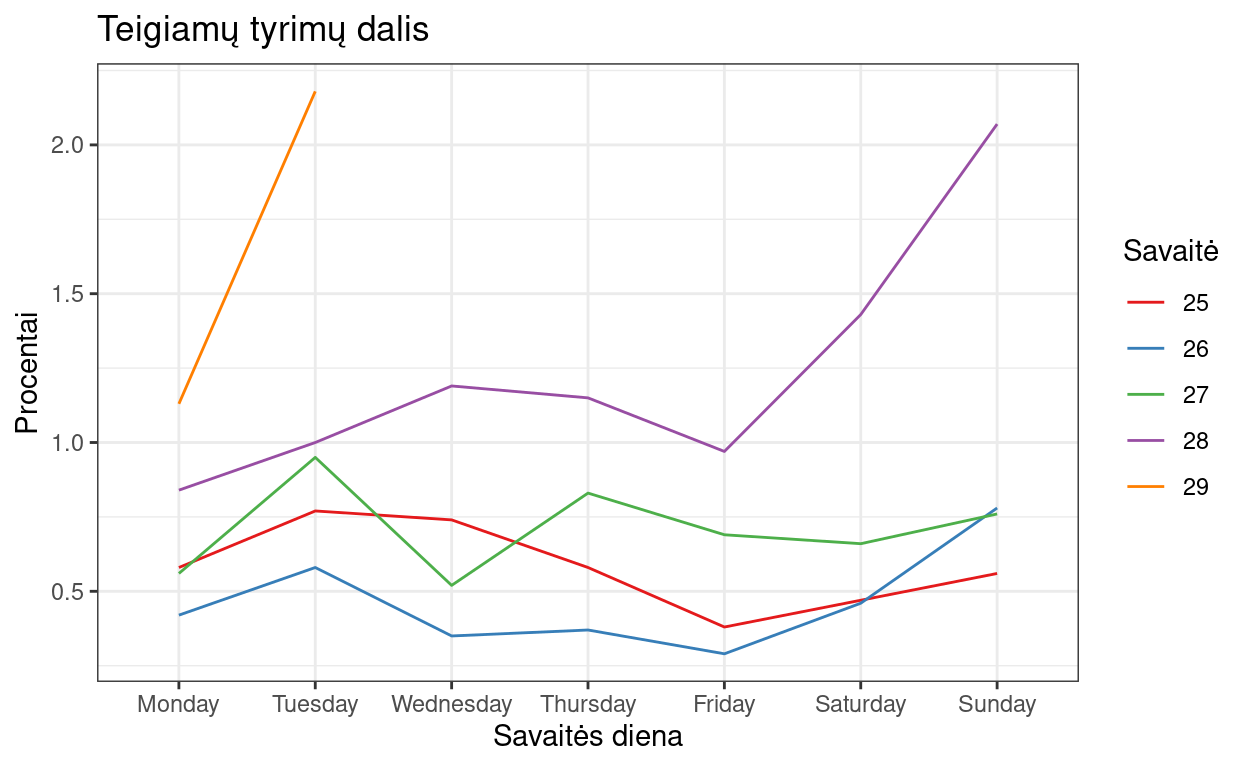 Teigiamų tyrimų dalis
Procentai
2.0
1.5
1.0
0.5
Monday Tuesday Wednesday Thursday Friday Saturday Sunday
Savaitės diena
Savaitė
25
26
27
28
29